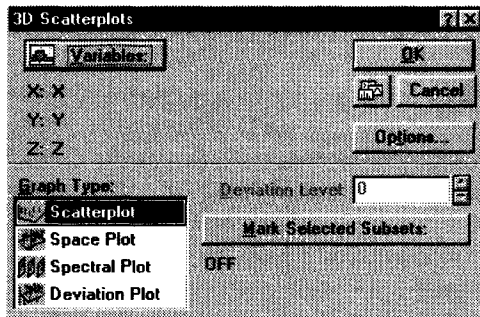 3D Scatterplots
Variables:
OK
X: X
Cancel
Y: Y
Z: Z
Options...
Graph Type:
Deviation Level: 0
Scatterplot
Space Plot
Mark Selected Subsets:
Spectral Plot
OFF
Deviation Plot